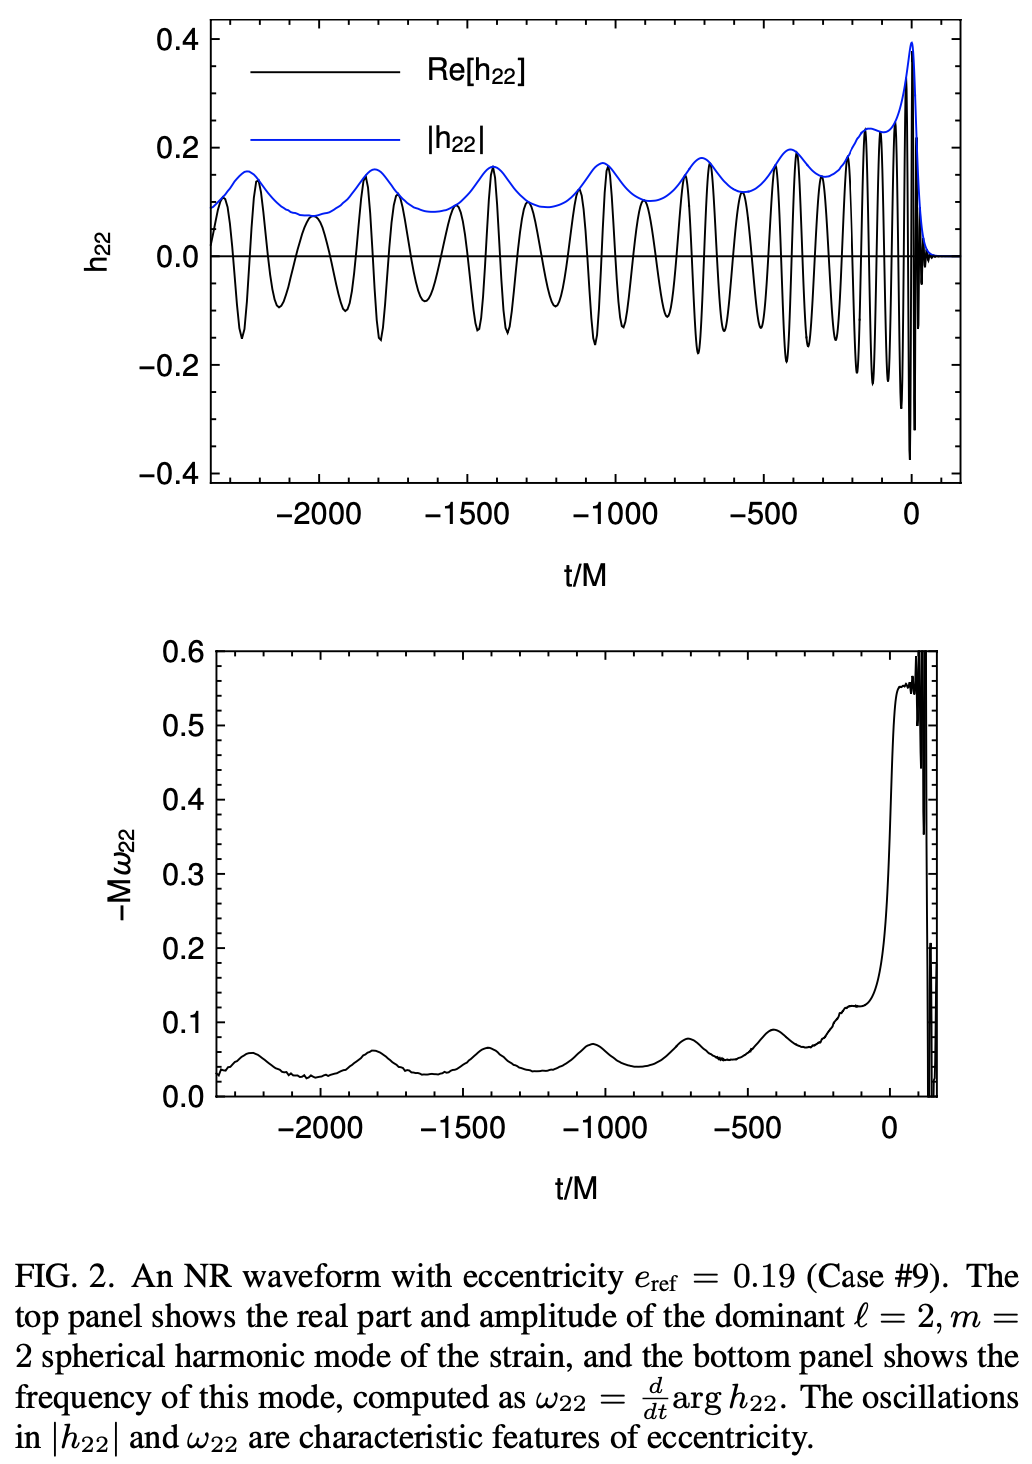 0.4
Re[h22]
|h22|
0.2
h22
0.0
−0.2
−0.4
−2000 −1500 −1000 −500 0
t/M
0.6
0.5
0.4
−Mω22
0.3
0.2
0.1
0.0
−2000 −1500 −1000 −500 0
t/M
FIG. 2. An NR waveform with eccentricity e_ref = 0.19 (Case #9). The
top panel shows the real part and amplitude of the dominant ℓ = 2, m =
2 spherical harmonic mode of the strain, and the bottom panel shows the
frequency of this mode, computed as ω22 = d/dt arg h22. The oscillations
in |h22| and ω22 are characteristic features of eccentricity.